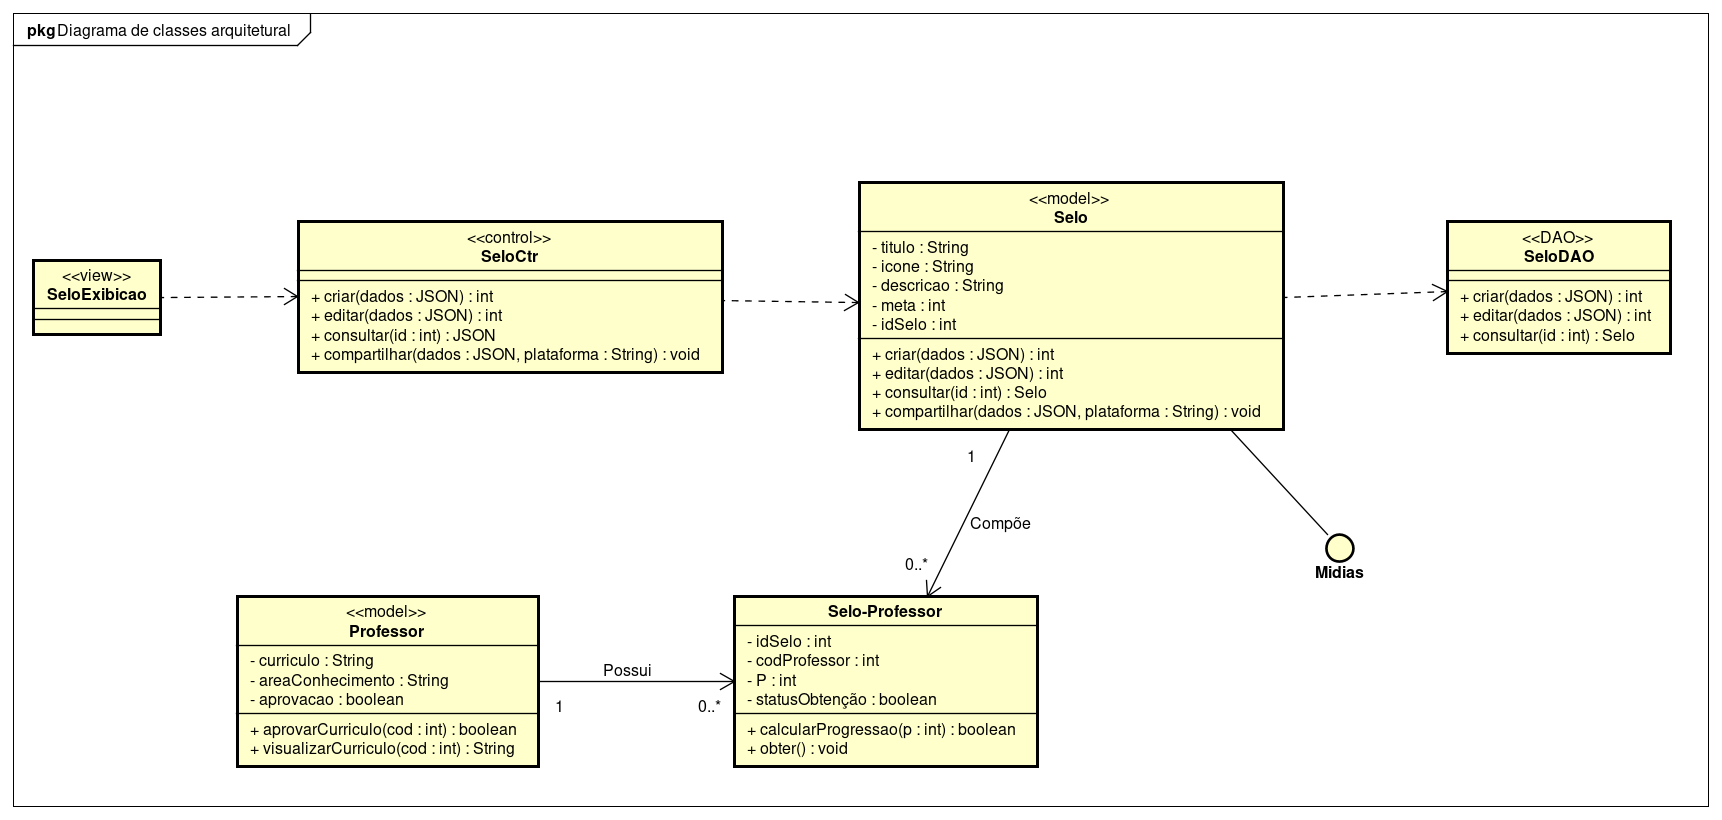 pkg Diagrama de classes arquitetural
<<view>>
SeloExibicao
<<control>>
SeloCtr
+ criar(dados : JSON) : int
+ editar(dados : JSON) : int
+ consultar(id : int) : JSON
+ compartilhar(dados : JSON, plataforma : String) : void
<<model>>
Selo
- titulo : String
- icone : String
- descricao : String
- meta : int
- idSelo : int
+ criar(dados : JSON) : int
+ editar(dados : JSON) : int
+ consultar(id : int) : Selo
+ compartilhar(dados : JSON, plataforma : String) : void
<<DAO>>
SeloDAO
+ criar(dados : JSON) : int
+ editar(dados : JSON) : int
+ consultar(id : int) : Selo
1
Compõe
0..*
Midias
<<model>>
Professor
- curriculo : String
- areaConhecimento : String
- aprovacao : boolean
+ aprovarCurriculo(cod : int) : boolean
+ visualizarCurriculo(cod : int) : String
Possui
1
0..*
Selo-Professor
- idSelo : int
- codProfessor : int
- P : int
- statusObtenção : boolean
+ calcularProgressao(p : int) : boolean
+ obter() : void